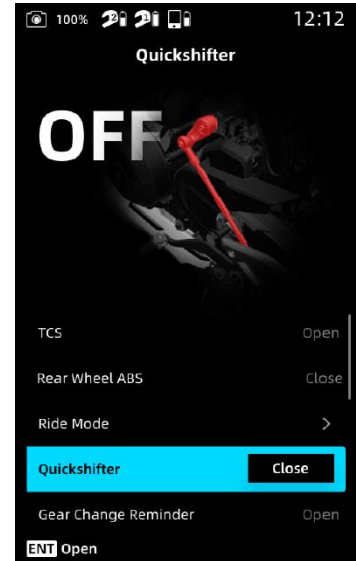 100% 12:12
Quickshifter
OFF
TCS Open
Rear Wheel ABS Close
Ride Mode >
Quickshifter Close
Gear Change Reminder Open
ENT Open